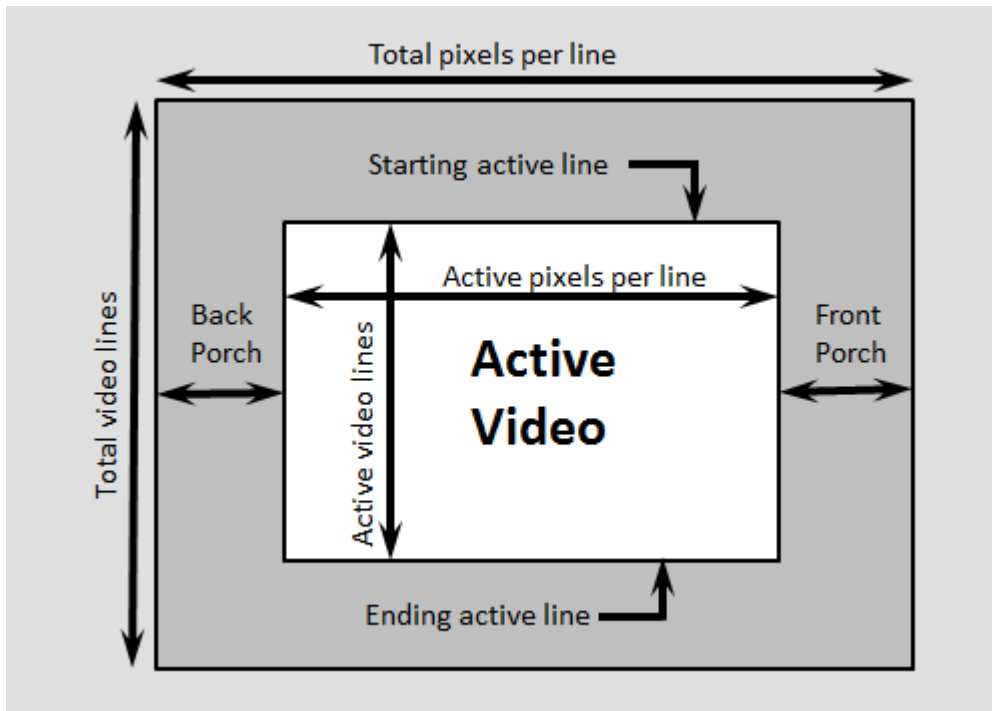 Total pixels per line
Starting active line
Active pixels per line
Back
Porch
Front
Porch
Total video lines
Active video lines
Active
Video
Ending active line